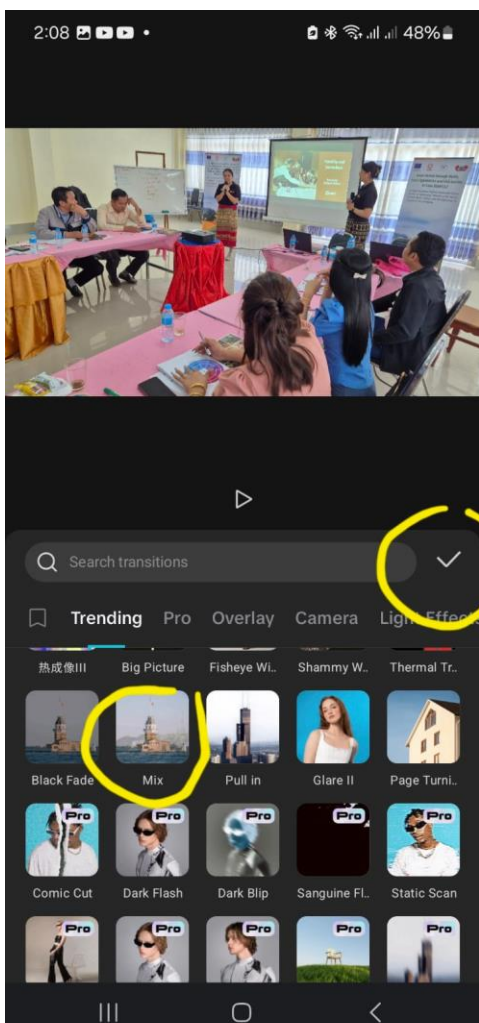 2:08
48%
Search transitions
Trending Pro Overlay Camera Light Effects
热成像III Big Picture Fisheye Wi.. Shammy W.. Thermal Tr..
Black Fade Mix Pull in Glare II Page Turni..
Pro Pro Pro Pro Pro
Comic Cut Dark Flash Dark Blip Sanguine Fl.. Static Scan
Pro Pro Pro Pro Pro